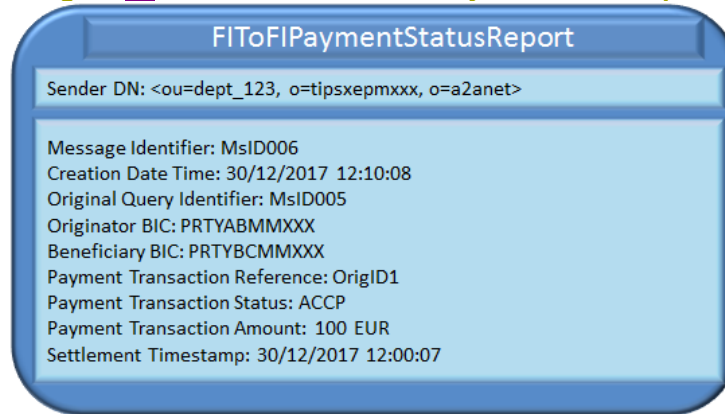 FIToFIPaymentStatusReport
Sender DN: <ou=dept_123, o=tipsxepmxxx, o=a2anet>
Message Identifier: MsID006
Creation Date Time: 30/12/2017 12:10:08
Original Query Identifier: MsID005
Originator BIC: PRTYABMMXXX
Beneficiary BIC: PRTYBCMMXXX
Payment Transaction Reference: OrigID1
Payment Transaction Status: ACCP
Payment Transaction Amount: 100 EUR
Settlement Timestamp: 30/12/2017 12:00:07